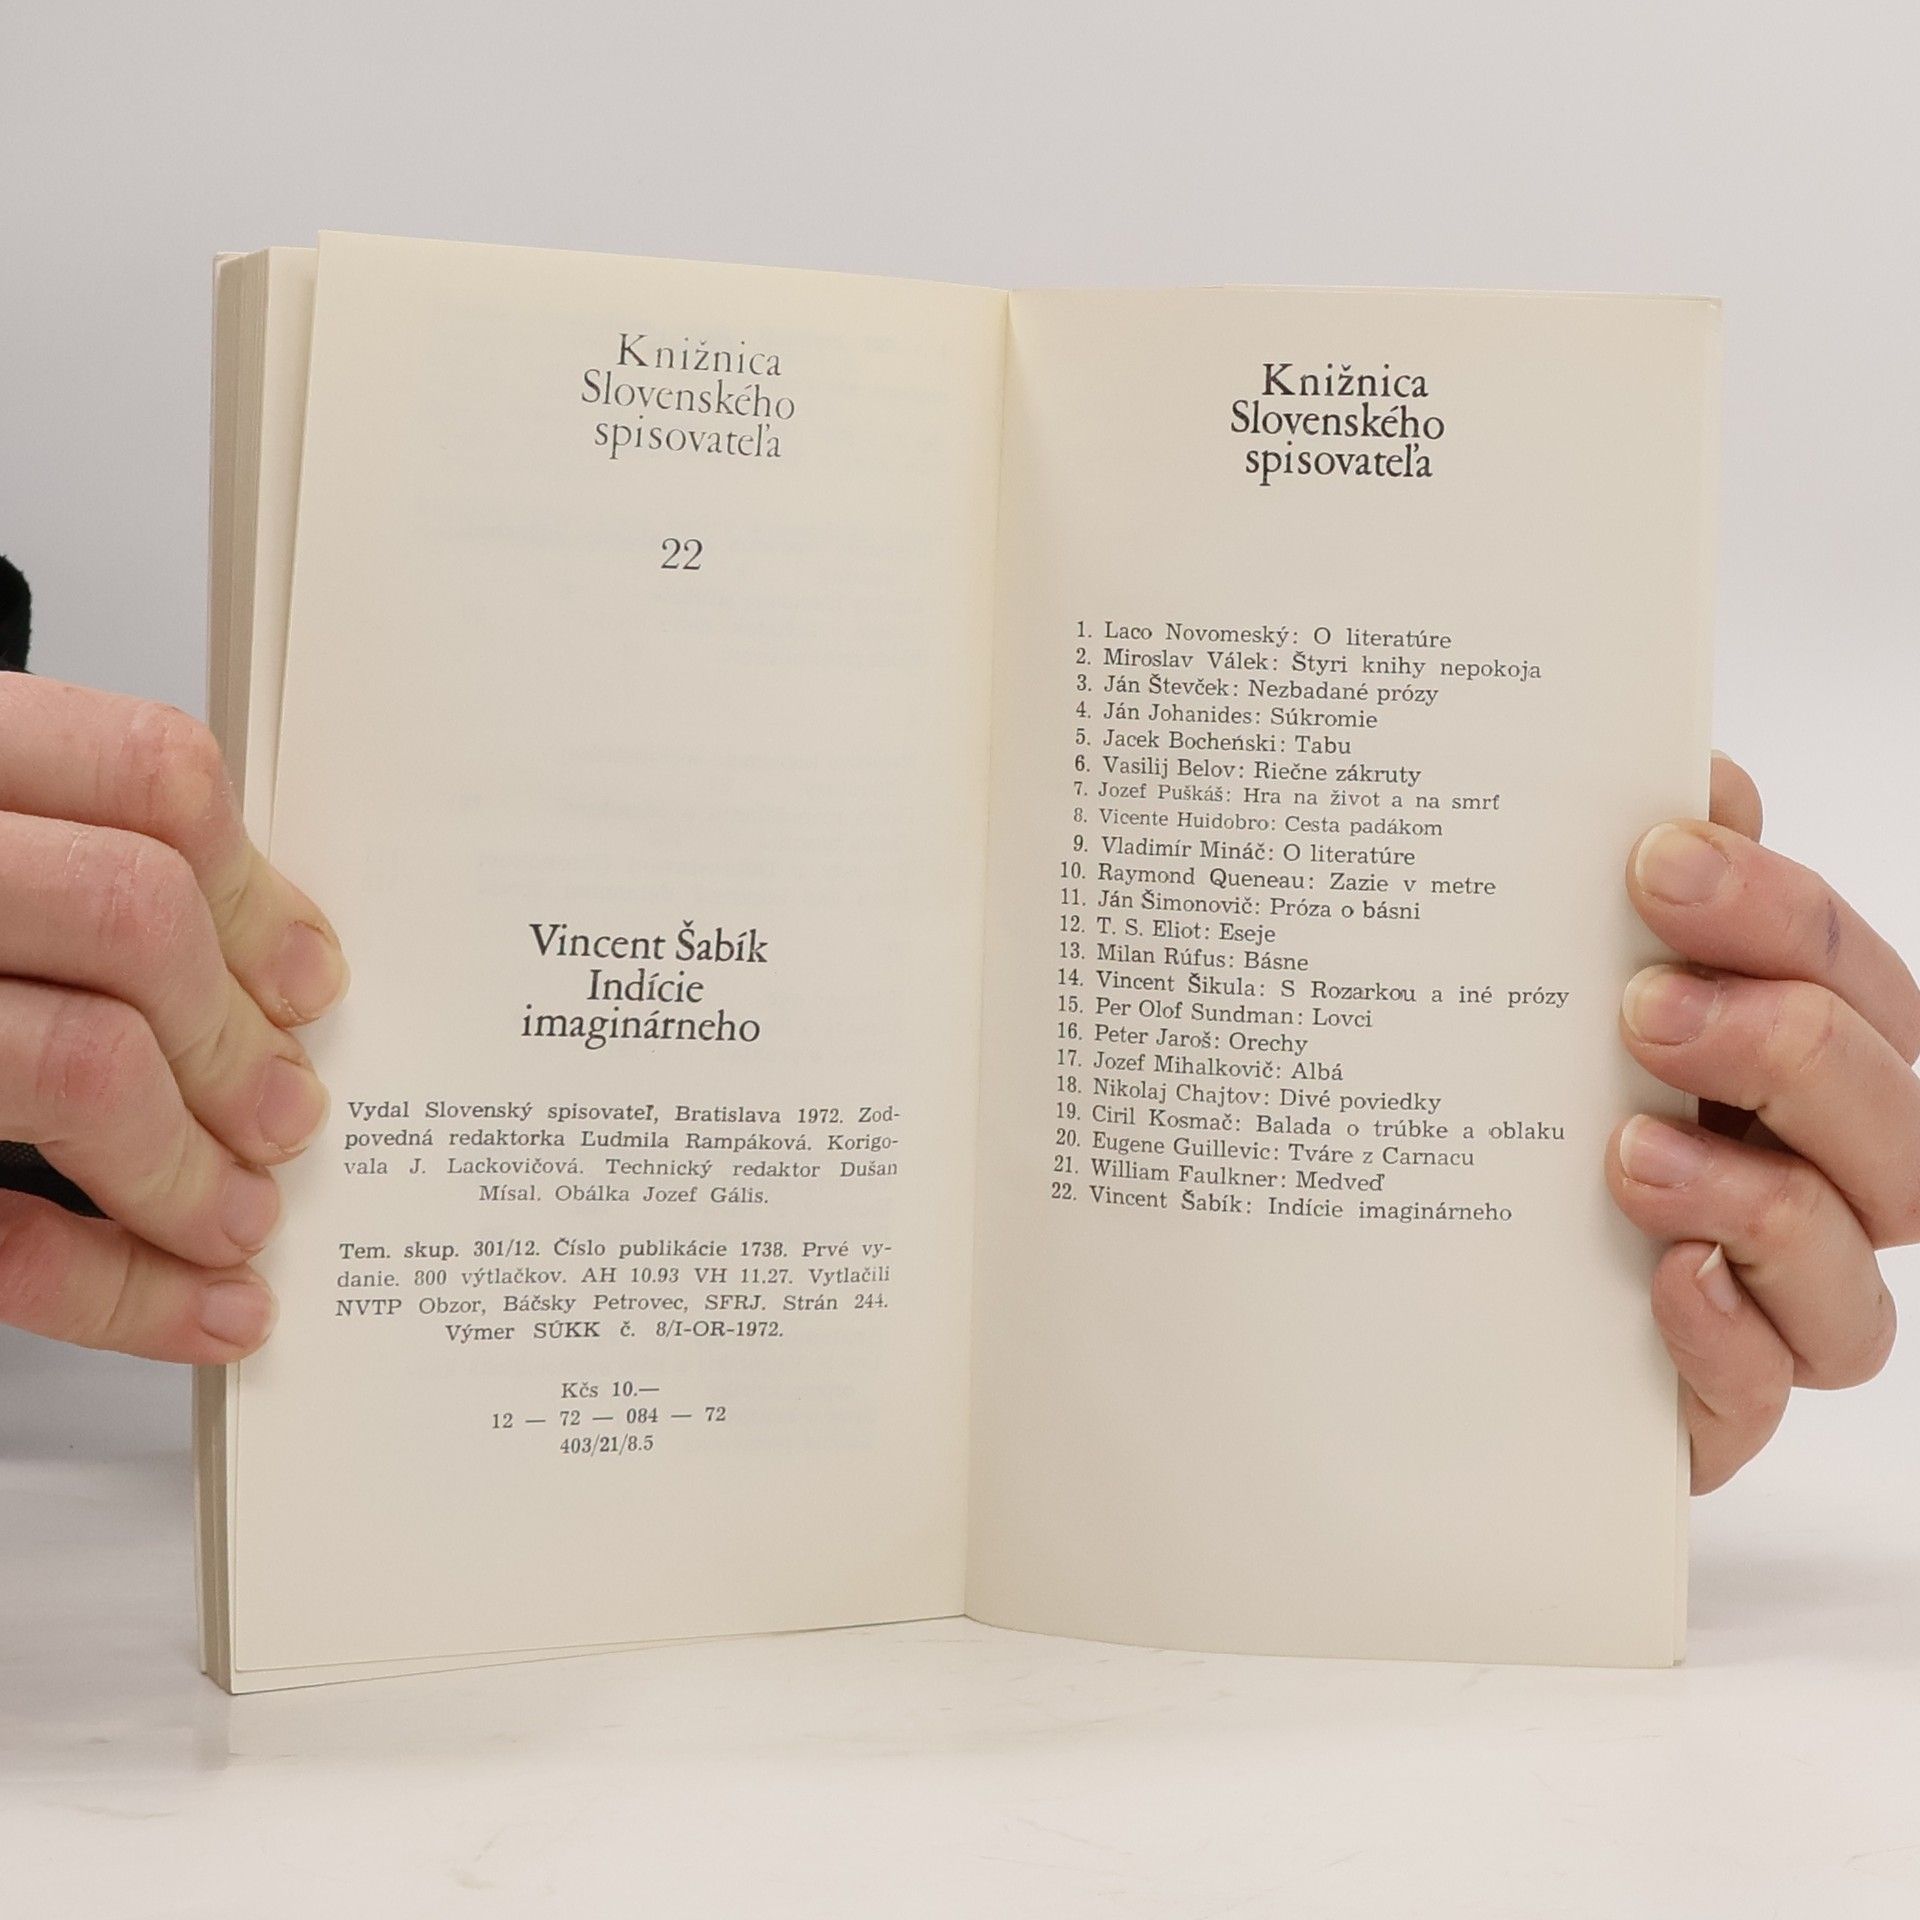 Knižnica
Slovenského
spisovateľa
22
Vincent Šabík
Indície
imaginárneho
Vydal Slovenský spisovateľ, Bratislava 1972. Zod-
povedná redaktorka Ľudmila Rampáková. Korigo-
vala J. Lackovičová. Technický redaktor Dušan
Mísal. Obálka Jozef Gális.
Tem. skup. 301/12. Číslo publikácie 1738. Prvé vy-
danie. 800 výtlačkov. AH 10.93 VH 11.27. Vytlačili
NVTP Obzor, Báčsky Petrovec, SFRJ. Strán 244.
Výmer SÚKK č. 8/I-OR-1972.
Kčs 10.—
12 — 72 — 084 — 72
403/21/8.5
Knižnica
Slovenského
spisovateľa
1. Laco Novomeský: O literatúre
2. Miroslav Válek: Štyri knihy nepokoja
3. Ján Števček: Nezbadané prózy
4. Ján Johanides: Súkromie
5. Jacek Bocheński: Tabu
6. Vasilij Belov: Riečne zákruty
7. Jozef Puškáš: Hra na život a na smrť
8. Vicente Huidobro: Cesta padákom
9. Vladimír Mináč: O literatúre
10. Raymond Queneau: Zazie v metre
11. Ján Šimonovič: Próza o básni
12. T. S. Eliot: Eseje
13. Milan Rúfus: Básne
14. Vincent Šikula: S Rozarkou a iné prózy
15. Per Olof Sundman: Lovci
16. Peter Jaroš: Orechy
17. Jozef Mihalkovič: Albá
18. Nikolaj Chajtov: Divé poviedky
19. Ciril Kosmač: Balada o trúbke a oblaku
20. Eugene Guillevic: Tváre z Carnacu
21. William Faulkner: Medveď
22. Vincent Šabík: Indície imaginárneho